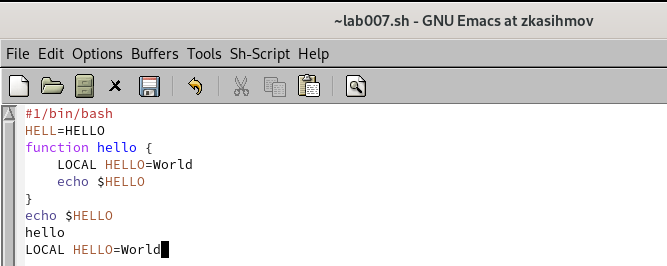 ~lab007.sh - GNU Emacs at zkasihmov
File Edit Options Buffers Tools Sh-Script Help
#1/bin/bash
HELL=HELLO
function hello {
    LOCAL HELLO=World
    echo $HELLO
}
echo $HELLO
hello
LOCAL HELLO=World